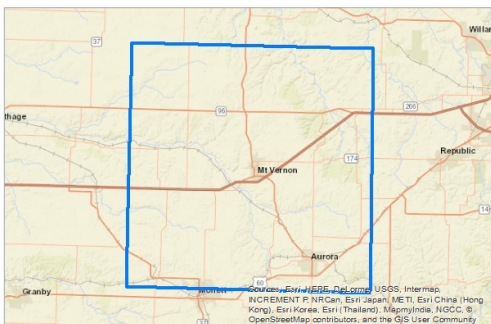 Willar
37
96
266
thage
Republic
174
Mt Vernon
14
Aurora
60
Granby
Monett
37
Sources: Esri, HERE, DeLorme, USGS, Intermap,
INCREMENT P, NRCan, Esri Japan, METI, Esri China (Hong
Kong), Esri Korea, Esri (Thailand), MapmyIndia, NGCC, ©
OpenStreetMap contributors, and the GIS User Community